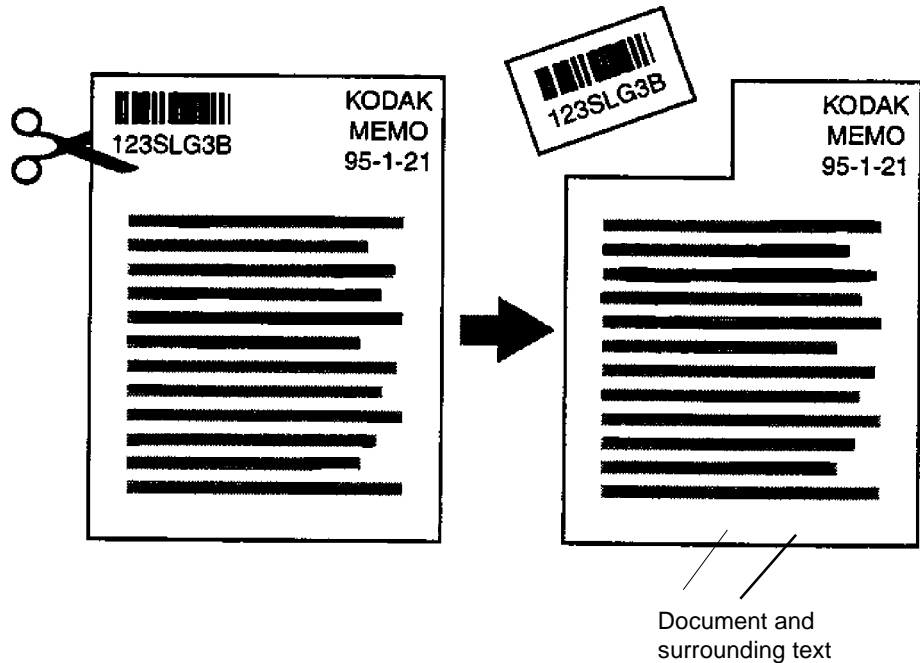 123SLG3B
KODAK
MEMO
95-1-21
123SLG3B
KODAK
MEMO
95-1-21
Document and
surrounding text